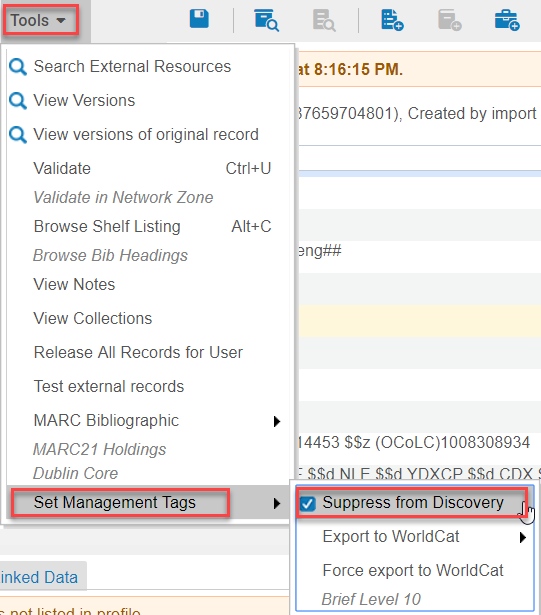 Tools
at 8:16:15 PM.
Search External Resources
View Versions
37659704801), Created by import
View versions of original record
Validate Ctrl+U
Validate in Network Zone
Browse Shelf Listing Alt+C
eng##
Browse Bib Headings
View Notes
View Collections
Release All Records for User
Test external records
MARC Bibliographic
14453 $$z (OCoLC)1008308934
MARC21 Holdings
Dublin Core
$$d NLE $$d YDXCP $$d CDX
Set Management Tags
Suppress from Discovery
Export to WorldCat
Force export to WorldCat
inked Data
Brief Level 10
s not listed in profile